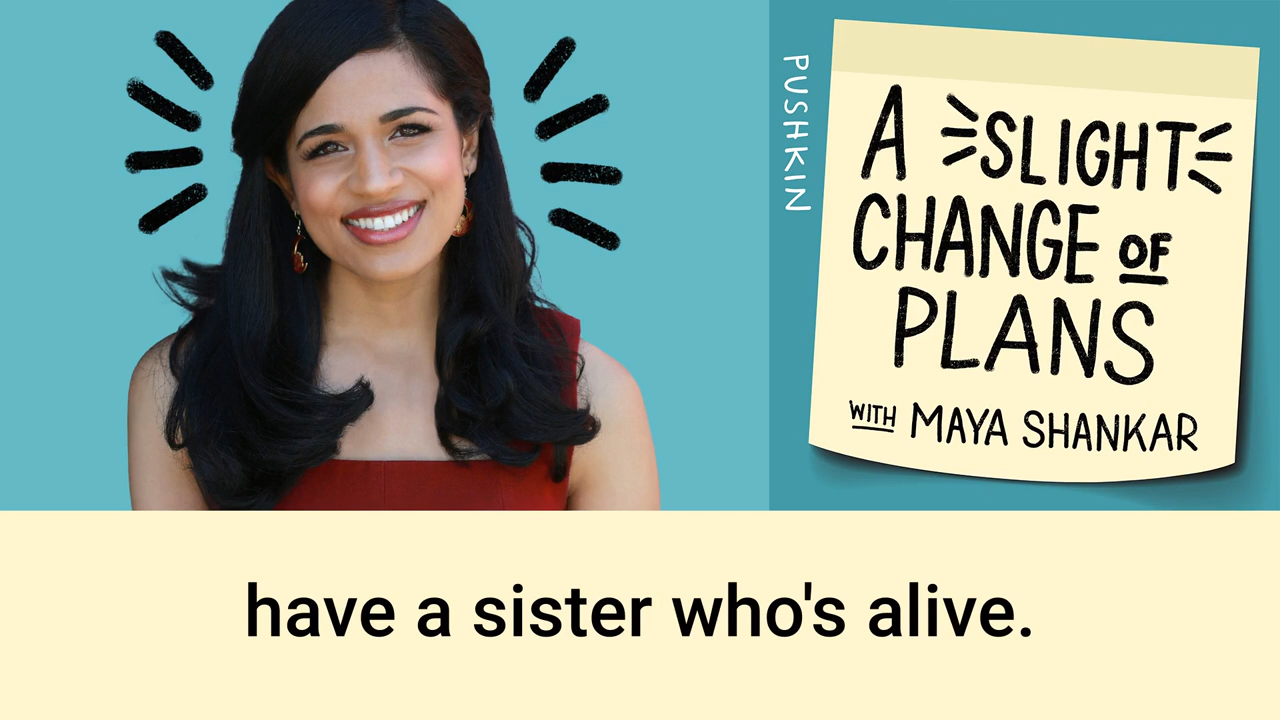 PUSHKIN
A SLIGHT
CHANGE OF
PLANS
WITH MAYA SHANKAR
have a sister who's alive.